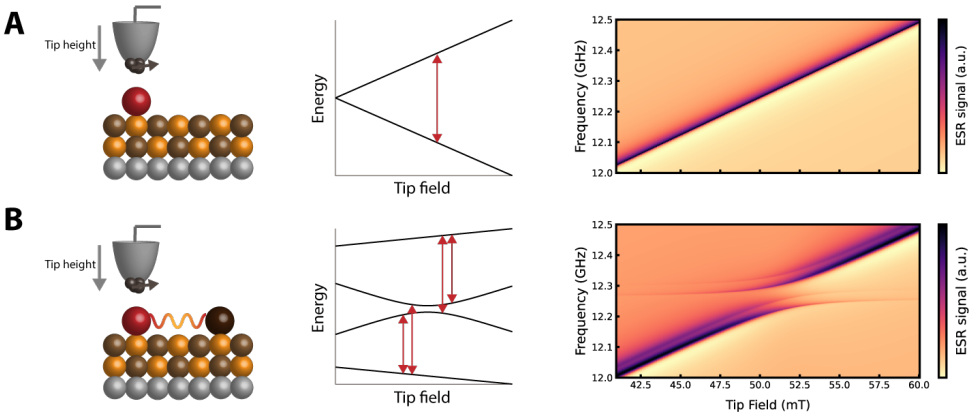 A
Tip height
Energy
Tip field
Frequency (GHz)
12.5
12.4
12.3
12.2
12.1
12.0
ESR signal (a.u.)
B
Tip height
Energy
Tip field
Frequency (GHz)
12.5
12.4
12.3
12.2
12.1
12.0
42.5 45.0 47.5 50.0 52.5 55.0 57.5 60.0
Tip Field (mT)
ESR signal (a.u.)